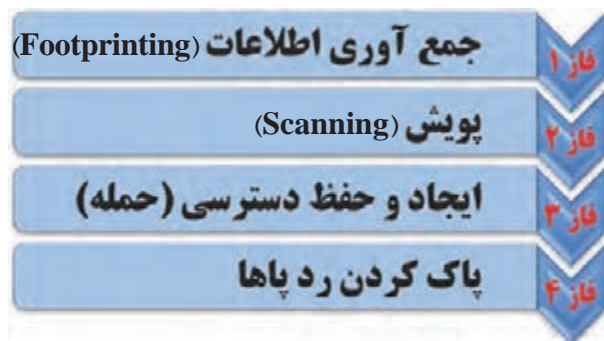 فاز ۱ جمع آوری اطلاعات (Footprinting)
فاز ۲ پویش (Scanning)
فاز ۳ ایجاد و حفظ دسترسی (حمله)
فاز ۴ پاک کردن رد پاها